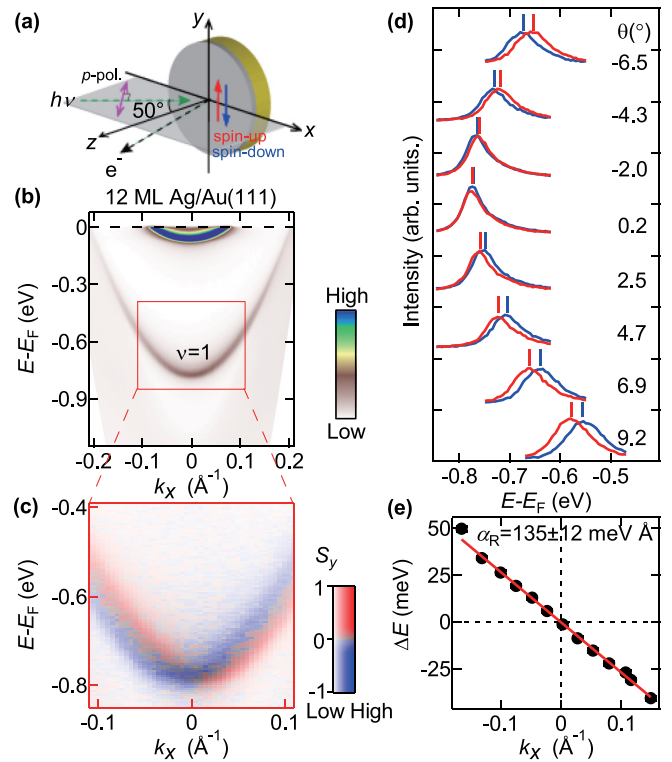 (a)
y
p-pol.
hν
50°
z
x
e⁻
spin-up
spin-down
(b)
12 ML Ag/Au(111)
0
-0.3
-0.6
-0.9
E-E_F (eV)
ν=1
-0.2 -0.1 0 0.1 0.2
k_x (Å⁻¹)
High
Low
(c)
-0.4
-0.6
-0.8
E-E_F (eV)
-0.1 0 0.1
k_x (Å⁻¹)
S_y
1
0
-1
Low High
(d)
Intensity (arb. units.)
θ(°)
-6.5
-4.3
-2.0
0.2
2.5
4.7
6.9
9.2
-0.8 -0.7 -0.6 -0.5
E-E_F (eV)
(e)
α_R=135±12 meV Å
50
25
0
-25
ΔE (meV)
-0.1 0 0.1
k_x (Å⁻¹)